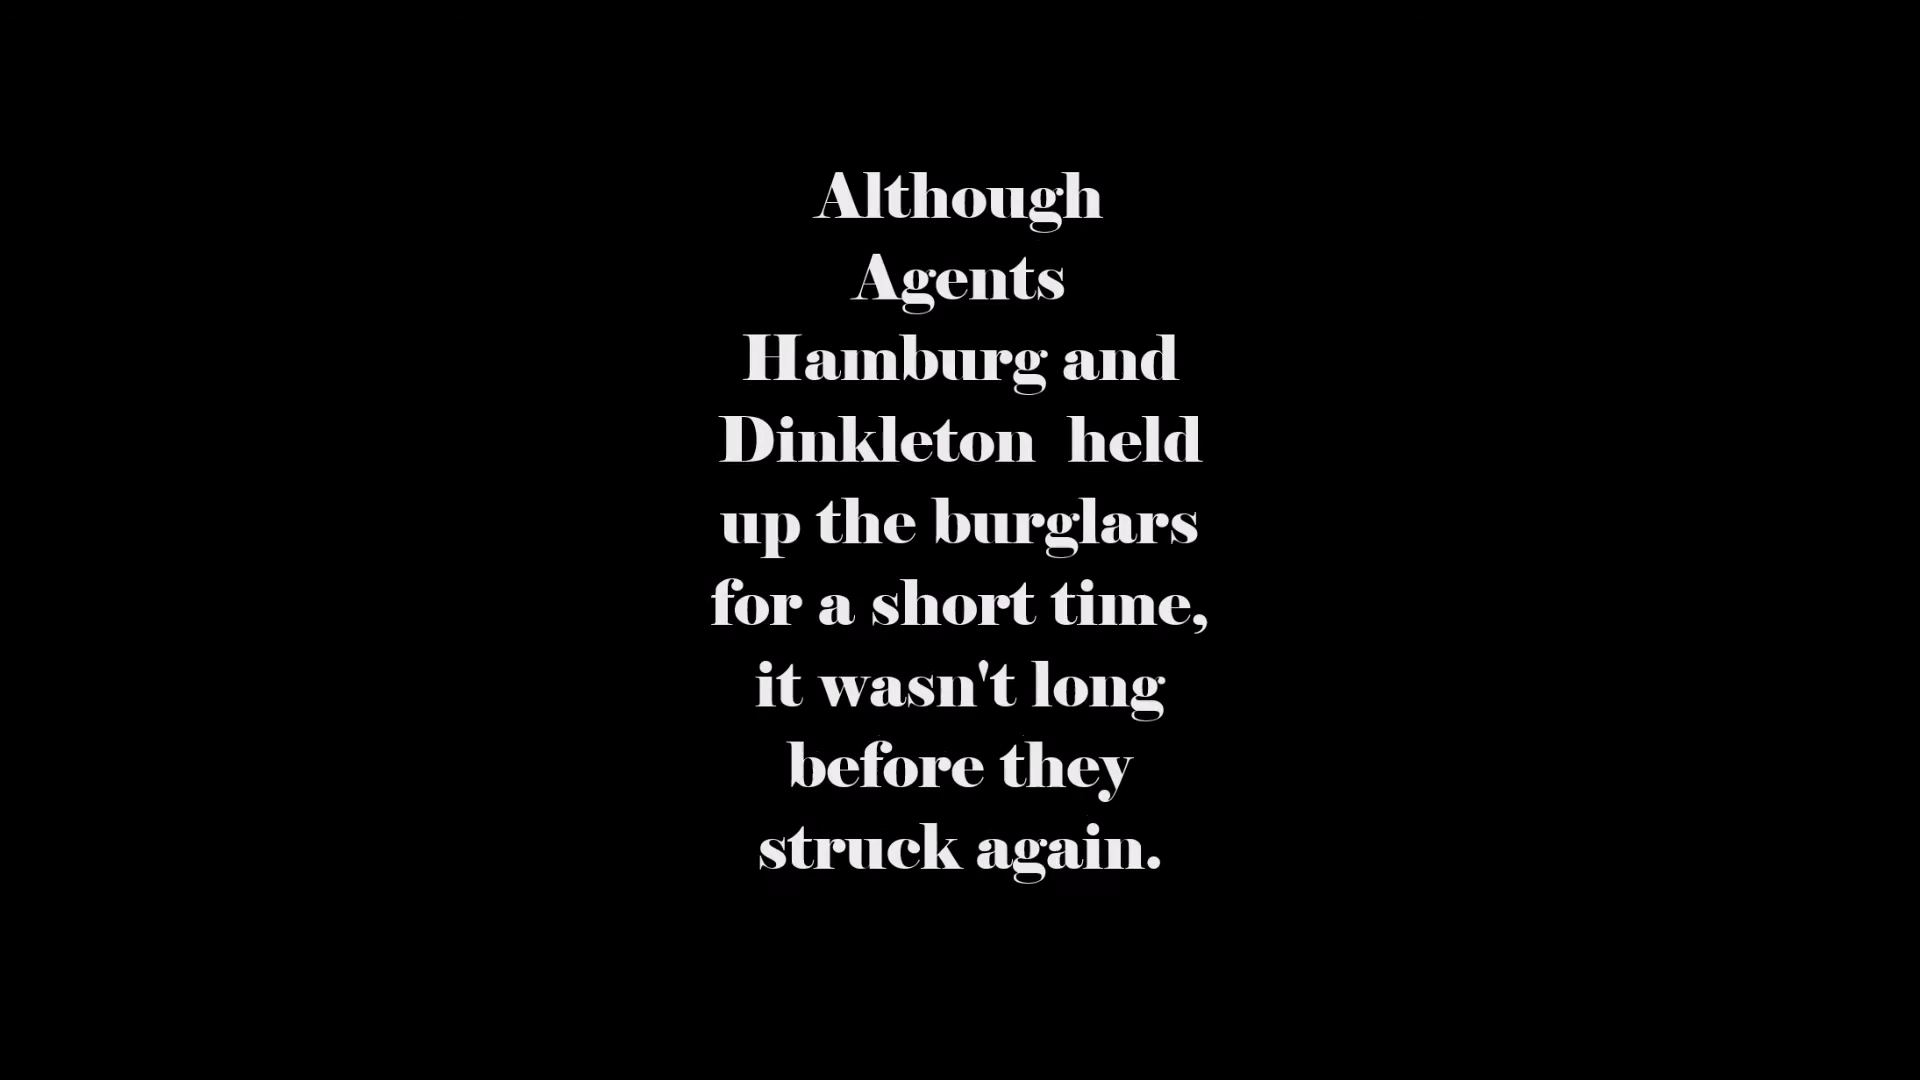 Although
Agents
Hamburg and
Dinkleton  held
up the burglars
for a short time,
it wasn't long
before they
struck again.